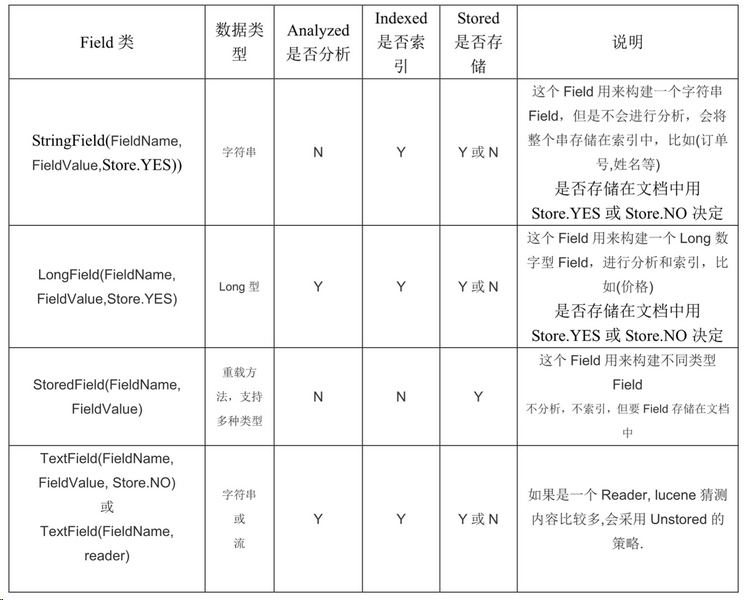 Field 类
数据类
型
Analyzed
是否分析
Indexed
是否索
引
Stored
是否存
储
说明
StringField(FieldName,
FieldValue,Store.YES))
字符串
N
Y
Y 或 N
这个 Field 用来构建一个字符串
Field，但是不会进行分析，会将
整个串存储在索引中，比如(订单
号,姓名等)
是否存储在文档中用
Store.YES 或 Store.NO 决定
LongField(FieldName,
FieldValue,Store.YES)
Long 型
Y
Y
Y 或 N
这个 Field 用来构建一个 Long 数
字型 Field，进行分析和索引，比
如(价格)
是否存储在文档中用
Store.YES 或 Store.NO 决定
StoredField(FieldName,
FieldValue)
重载方
法，支持
多种类型
N
N
Y
这个 Field 用来构建不同类型
Field
不分析，不索引，但要 Field 存储在文档
中
TextField(FieldName,
FieldValue, Store.NO)
或
TextField(FieldName,
reader)
字符串
或
流
Y
Y
Y 或 N
如果是一个 Reader, lucene 猜测
内容比较多,会采用 Unstored 的
策略.